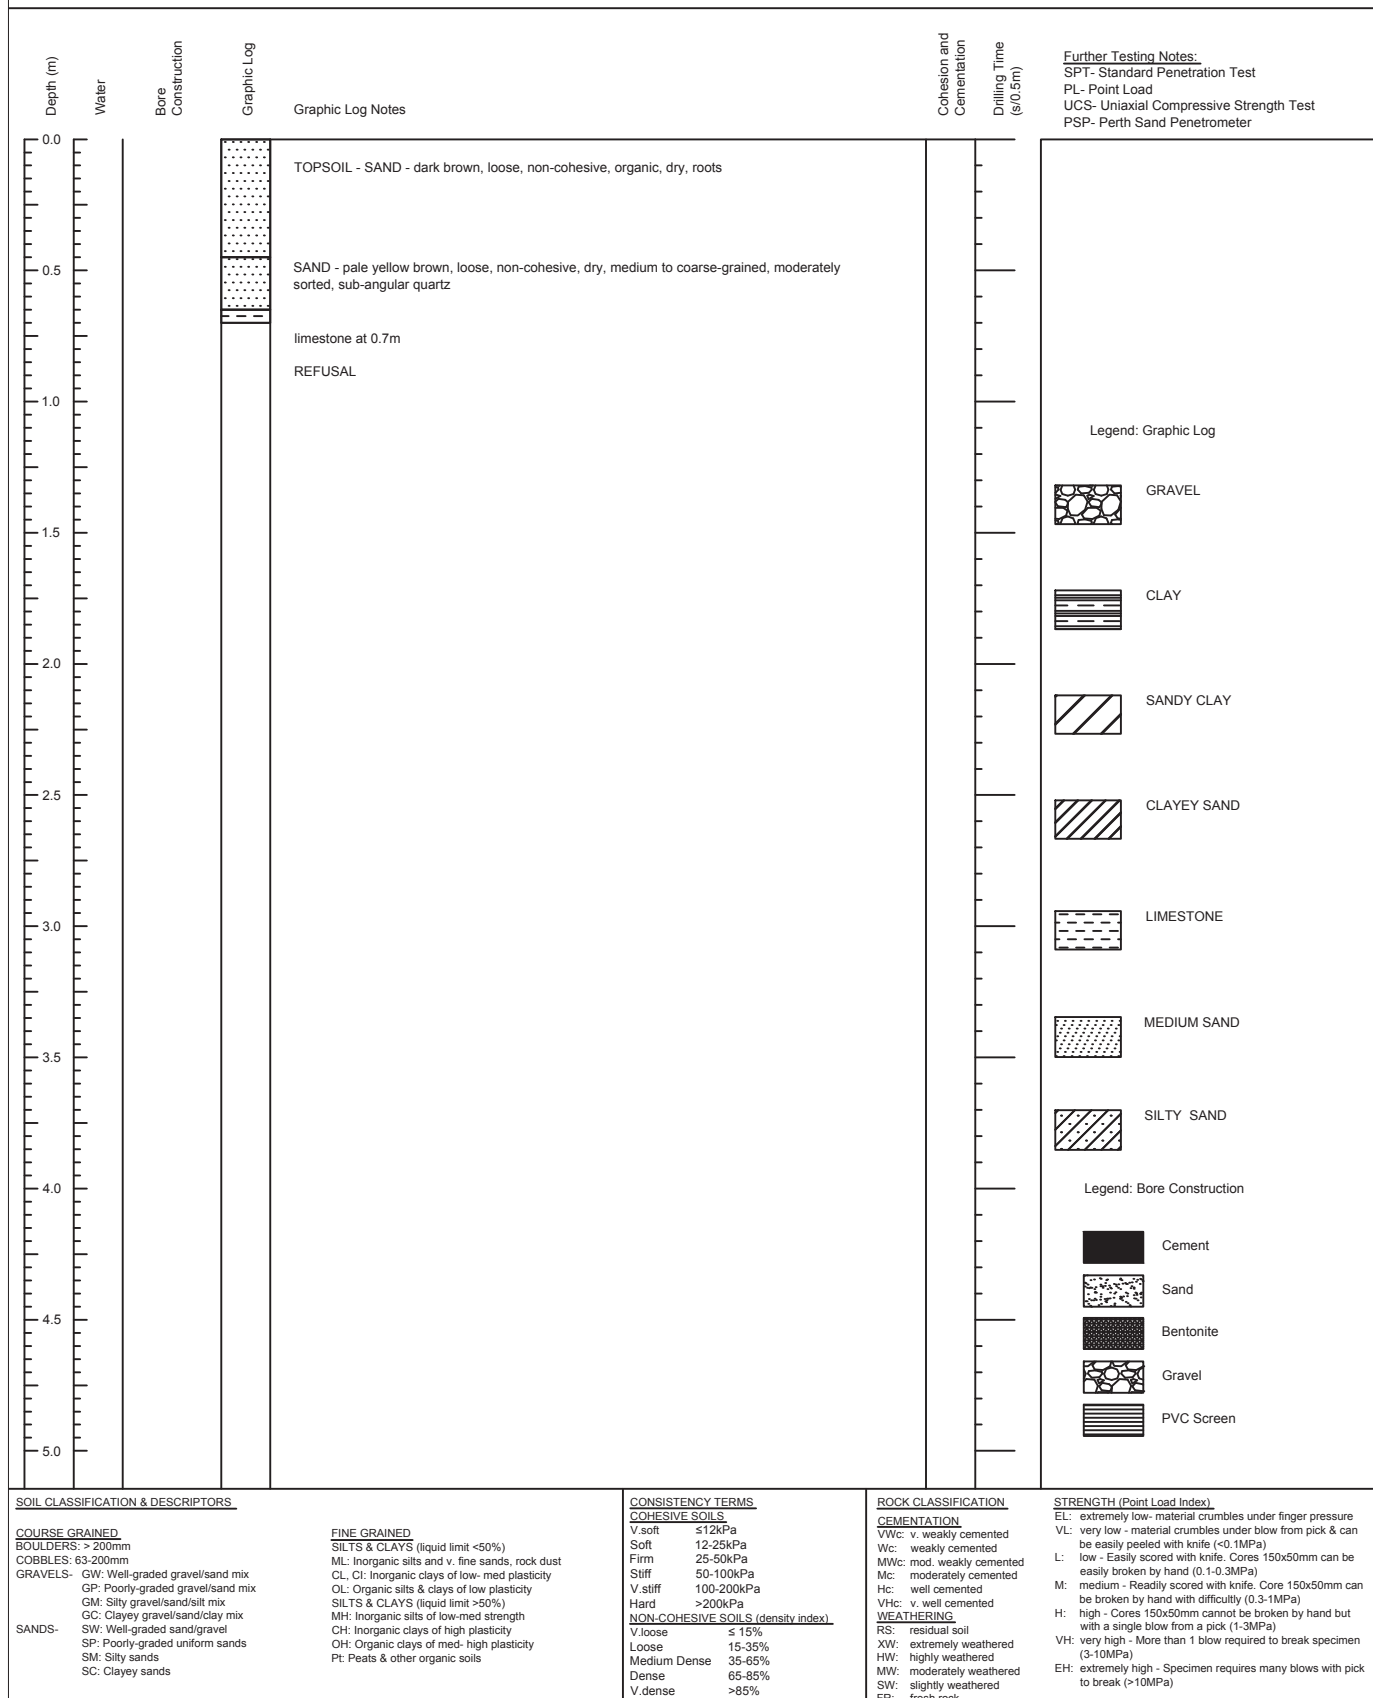 Depth (m)
Water
Bore
Construction
Graphic Log
Graphic Log Notes
Cohesion and
Cementation
Drilling Time
(s/0.5m)
Further Testing Notes:
SPT- Standard Penetration Test
PL- Point Load
UCS- Uniaxial Compressive Strength Test
PSP- Perth Sand Penetrometer
0.0
TOPSOIL - SAND - dark brown, loose, non-cohesive, organic, dry, roots
0.5
SAND - pale yellow brown, loose, non-cohesive, dry, medium to coarse-grained, moderately
sorted, sub-angular quartz
limestone at 0.7m
REFUSAL
1.0
1.5
2.0
2.5
3.0
3.5
4.0
4.5
5.0
Legend: Graphic Log
GRAVEL
CLAY
SANDY CLAY
CLAYEY SAND
LIMESTONE
MEDIUM SAND
SILTY SAND
Legend: Bore Construction
Cement
Sand
Bentonite
Gravel
PVC Screen
SOIL CLASSIFICATION & DESCRIPTORS
COURSE GRAINED
BOULDERS: > 200mm
COBBLES: 63-200mm
GRAVELS- GW: Well-graded gravel/sand mix
GP: Poorly-graded gravel/sand mix
GM: Silty gravel/sand/silt mix
GC: Clayey gravel/sand/clay mix
SANDS- SW: Well-graded sand/gravel
SP: Poorly-graded uniform sands
SM: Silty sands
SC: Clayey sands
FINE GRAINED
SILTS & CLAYS (liquid limit <50%)
ML: Inorganic silts and v. fine sands, rock dust
CL, CI: Inorganic clays of low- med plasticity
OL: Organic silts & clays of low plasticity
SILTS & CLAYS (liquid limit >50%)
MH: Inorganic silts of low-med strength
CH: Inorganic clays of high plasticity
OH: Organic clays of med- high plasticity
Pt: Peats & other organic soils
CONSISTENCY TERMS
COHESIVE SOILS
V.soft ≤12kPa
Soft 12-25kPa
Firm 25-50kPa
Stiff 50-100kPa
V.stiff 100-200kPa
Hard >200kPa
NON-COHESIVE SOILS (density index)
V.loose ≤ 15%
Loose 15-35%
Medium Dense 35-65%
Dense 65-85%
V.dense >85%
ROCK CLASSIFICATION
CEMENTATION
VWc: v. weakly cemented
Wc: weakly cemented
MWc: mod. weakly cemented
Mc: moderately cemented
Hc: well cemented
VHc: v. well cemented
WEATHERING
RS: residual soil
XW: extremely weathered
HW: highly weathered
MW: moderately weathered
SW: slightly weathered
FR: fresh rock
STRENGTH (Point Load Index)
EL: extremely low- material crumbles under finger pressure
VL: very low - material crumbles under blow from pick & can
be easily peeled with knife (<0.1MPa)
L: low - Easily scored with knife. Cores 150x50mm can be
easily broken by hand (0.1-0.3MPa)
M: medium - Readily scored with knife. Core 150x50mm can
be broken by hand with difficultly (0.3-1MPa)
H: high - Cores 150x50mm cannot be broken by hand but
with a single blow from a pick (1-3MPa)
VH: very high - More than 1 blow required to break specimen
(3-10MPa)
EH: extremely high - Specimen requires many blows with pick
to break (>10MPa)